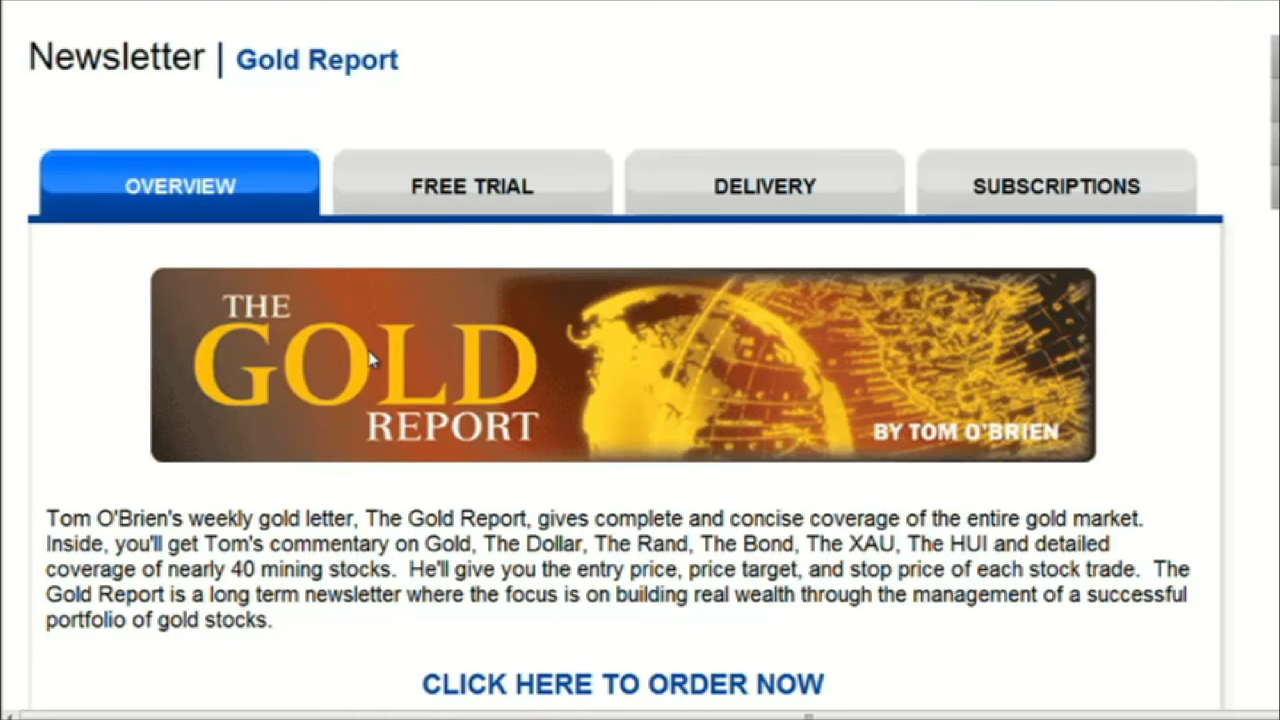 Newsletter | Gold Report
OVERVIEW FREE TRIAL DELIVERY SUBSCRIPTIONS
THE
GOLD
REPORT
BY TOM O'BRIEN
Tom O'Brien's weekly gold letter, The Gold Report, gives complete and concise coverage of the entire gold market.
Inside, you'll get Tom's commentary on Gold, The Dollar, The Rand, The Bond, The XAU, The HUI and detailed
coverage of nearly 40 mining stocks. He'll give you the entry price, price target, and stop price of each stock trade. The
Gold Report is a long term newsletter where the focus is on building real wealth through the management of a successful
portfolio of gold stocks.
CLICK HERE TO ORDER NOW